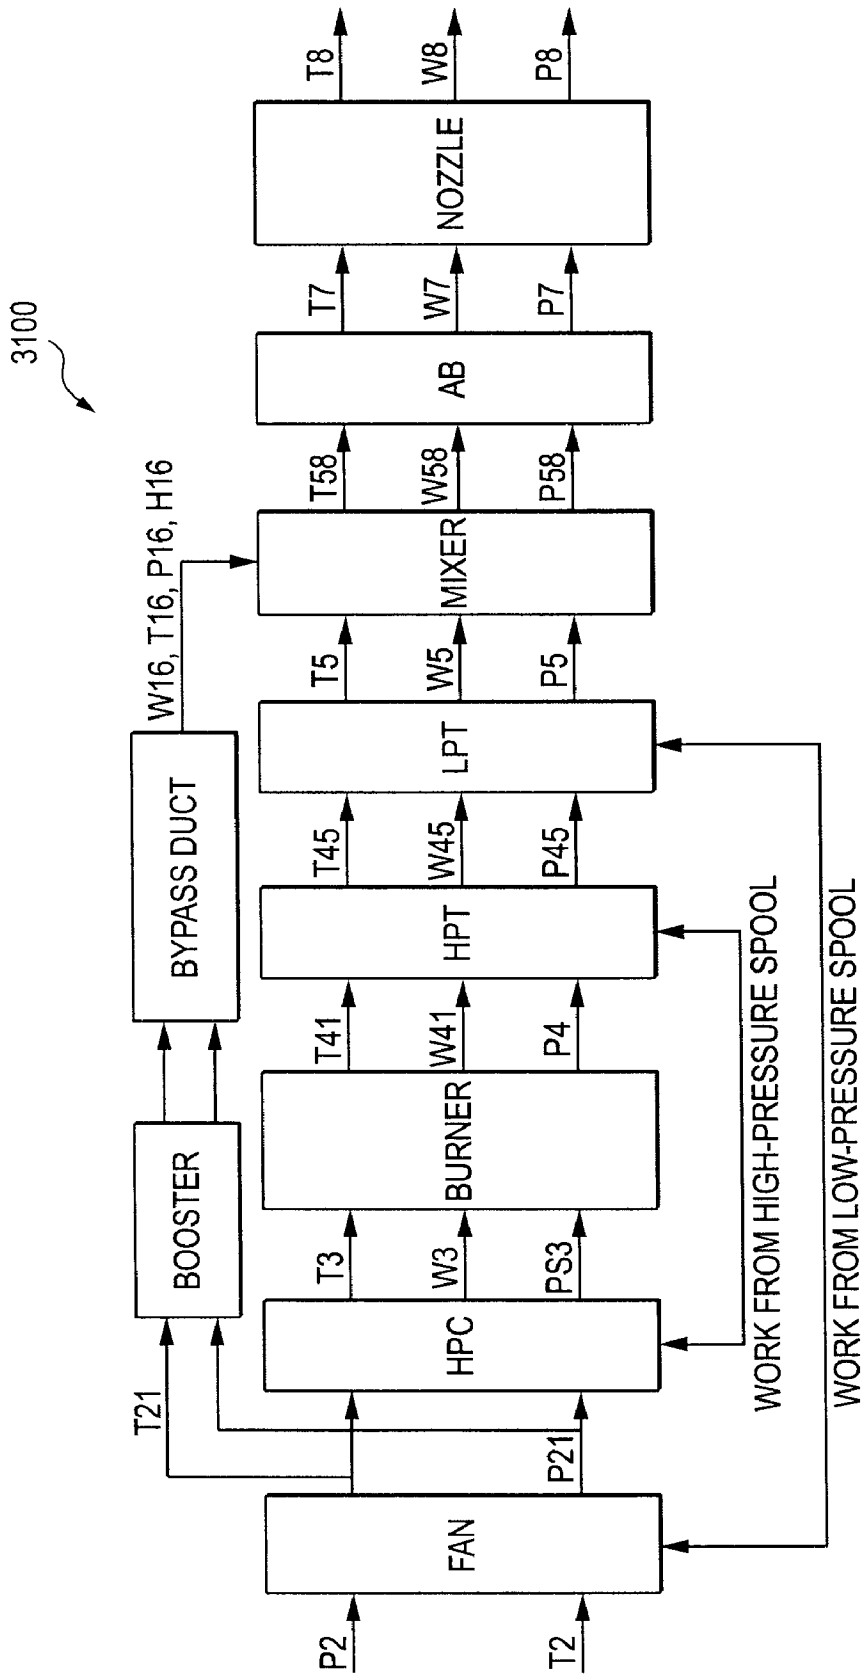 3100
P2
T2
FAN
T21
P21
BOOSTER
BYPASS DUCT
W16, T16, P16, H16
HPC
T3
W3
PS3
BURNER
T41
W41
P4
HPT
T45
W45
P45
LPT
T5
W5
P5
MIXER
T58
W58
P58
AB
T7
W7
P7
NOZZLE
T8
W8
P8
WORK FROM HIGH-PRESSURE SPOOL
WORK FROM LOW-PRESSURE SPOOL